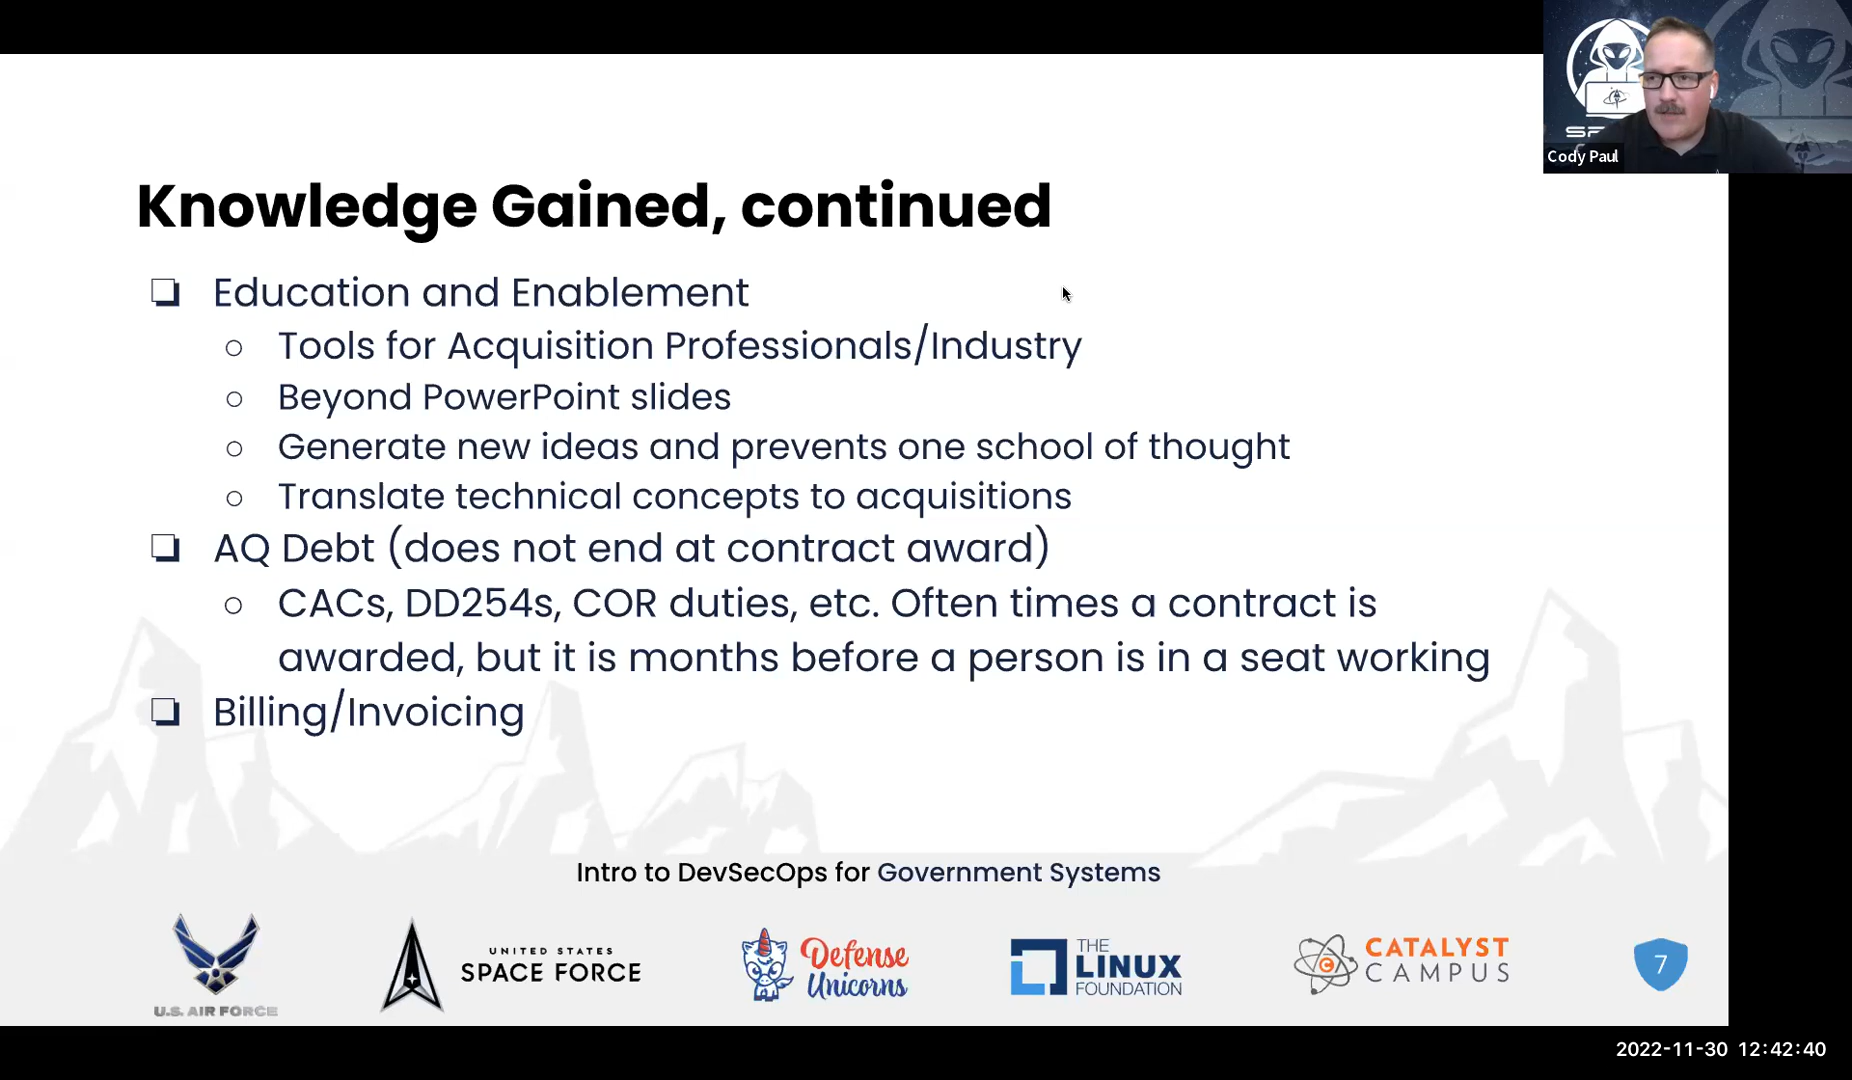 Cody Paul
Knowledge Gained, continued
Education and Enablement
Tools for Acquisition Professionals/Industry
Beyond PowerPoint slides
Generate new ideas and prevents one school of thought
Translate technical concepts to acquisitions
AQ Debt (does not end at contract award)
CACs, DD254s, COR duties, etc. Often times a contract is
awarded, but it is months before a person is in a seat working
Billing/Invoicing
Intro to DevSecOps for Government Systems
U.S. AIR FORCE
UNITED STATES
SPACE FORCE
Defense
Unicorns
THE
LINUX
FOUNDATION
CATALYST
CAMPUS
7
2022-11-30 12:42:40